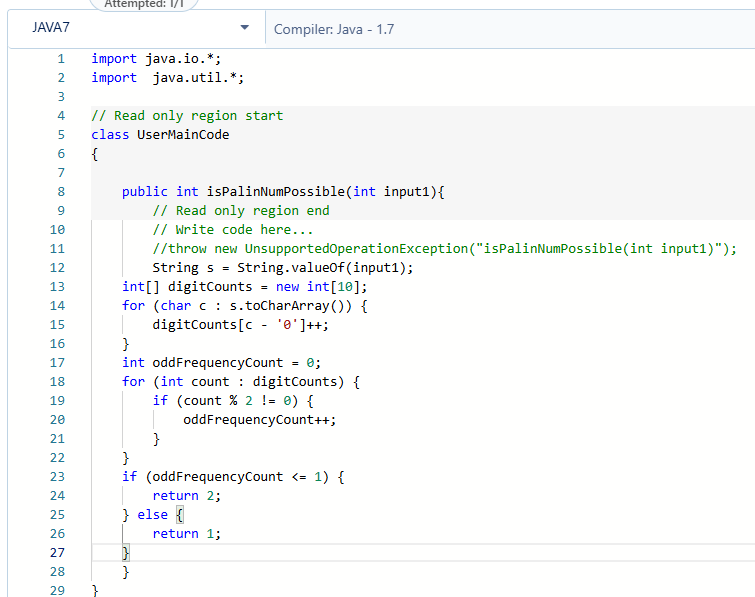 Attempted: 1/1
JAVA7
Compiler: Java - 1.7
1 import java.io.*;
2 import  java.util.*;
3
4 // Read only region start
5 class UserMainCode
6 {
7
8     public int isPalinNumPossible(int input1){
9         // Read only region end
10         // Write code here...
11         //throw new UnsupportedOperationException("isPalinNumPossible(int input1)");
12         String s = String.valueOf(input1);
13     int[] digitCounts = new int[10];
14     for (char c : s.toCharArray()) {
15         digitCounts[c - '0']++;
16     }
17     int oddFrequencyCount = 0;
18     for (int count : digitCounts) {
19         if (count % 2 != 0) {
20             oddFrequencyCount++;
21         }
22     }
23     if (oddFrequencyCount <= 1) {
24         return 2;
25     } else {
26         return 1;
27     }
28     }
29 }